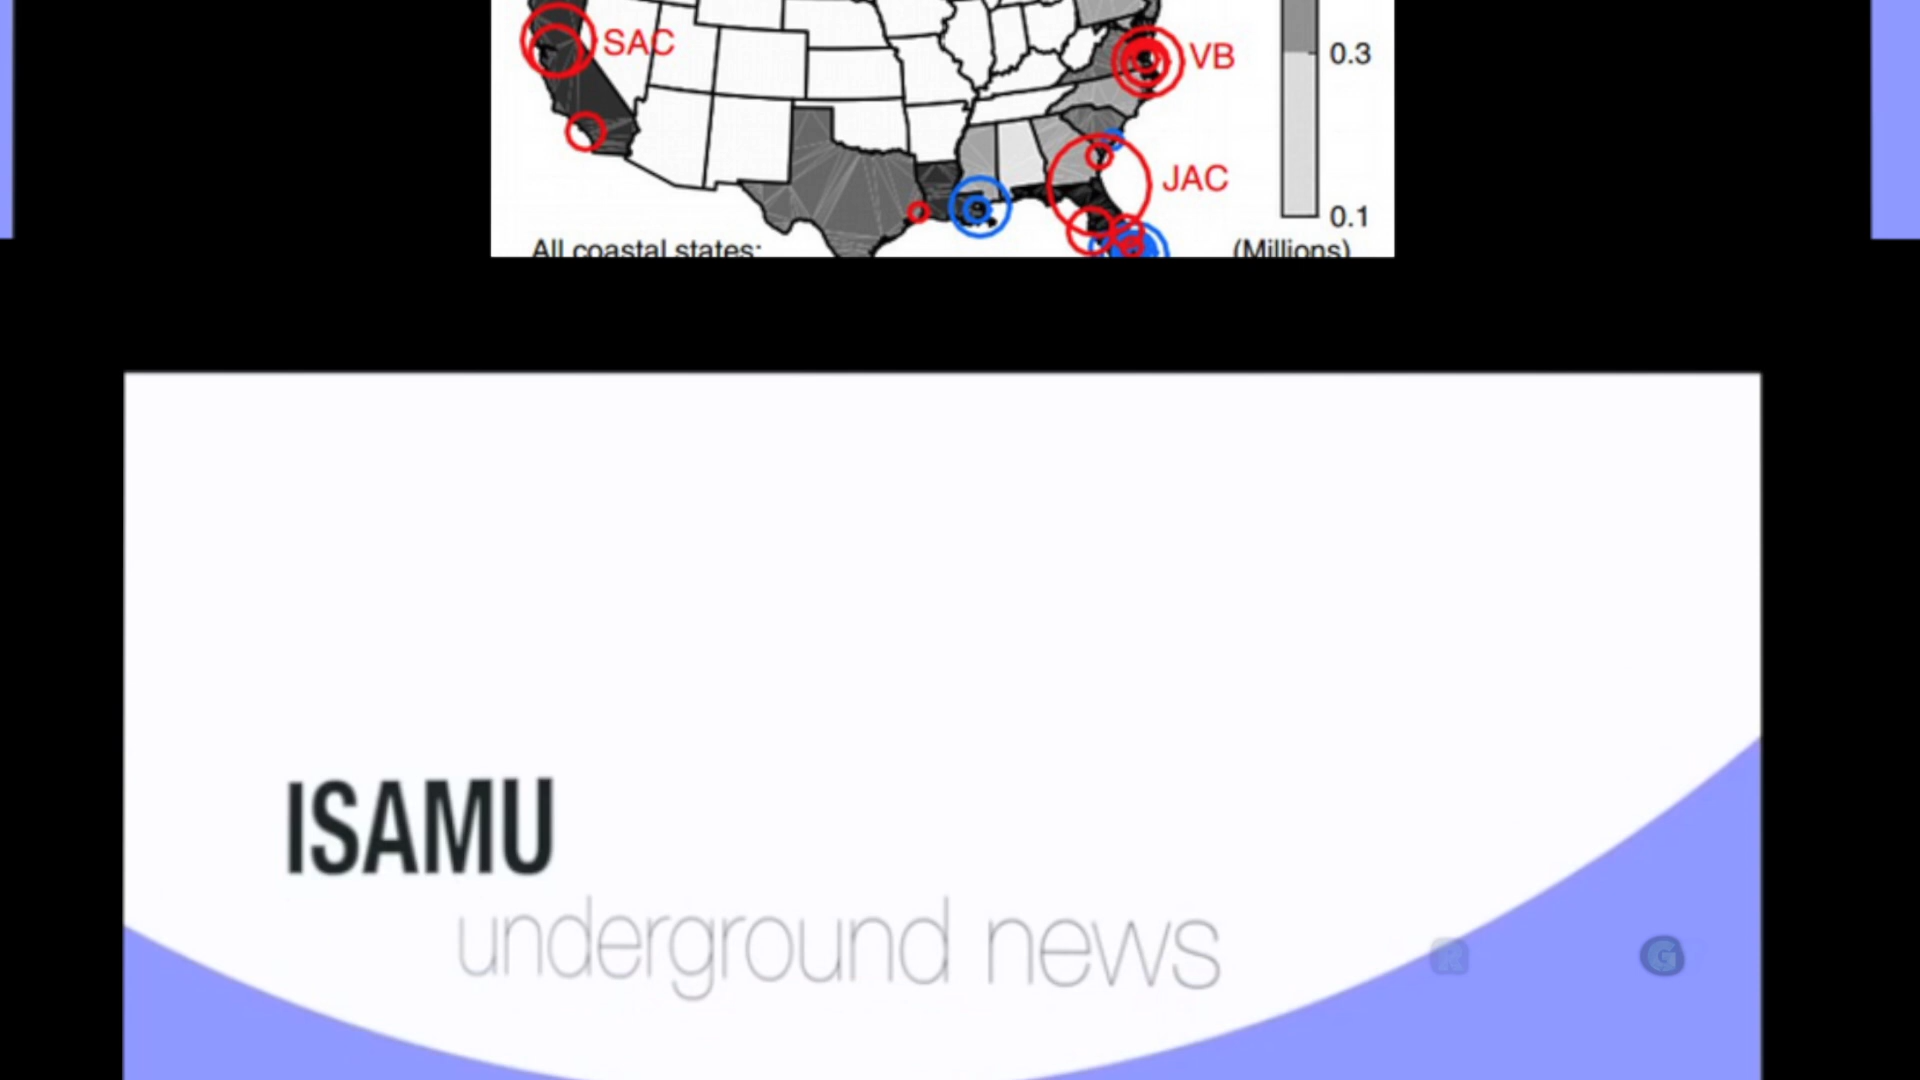 SAC
VB
0.3
JAC
0.1
All coastal states:
(Millions)
ISAMU
underground news
R
G